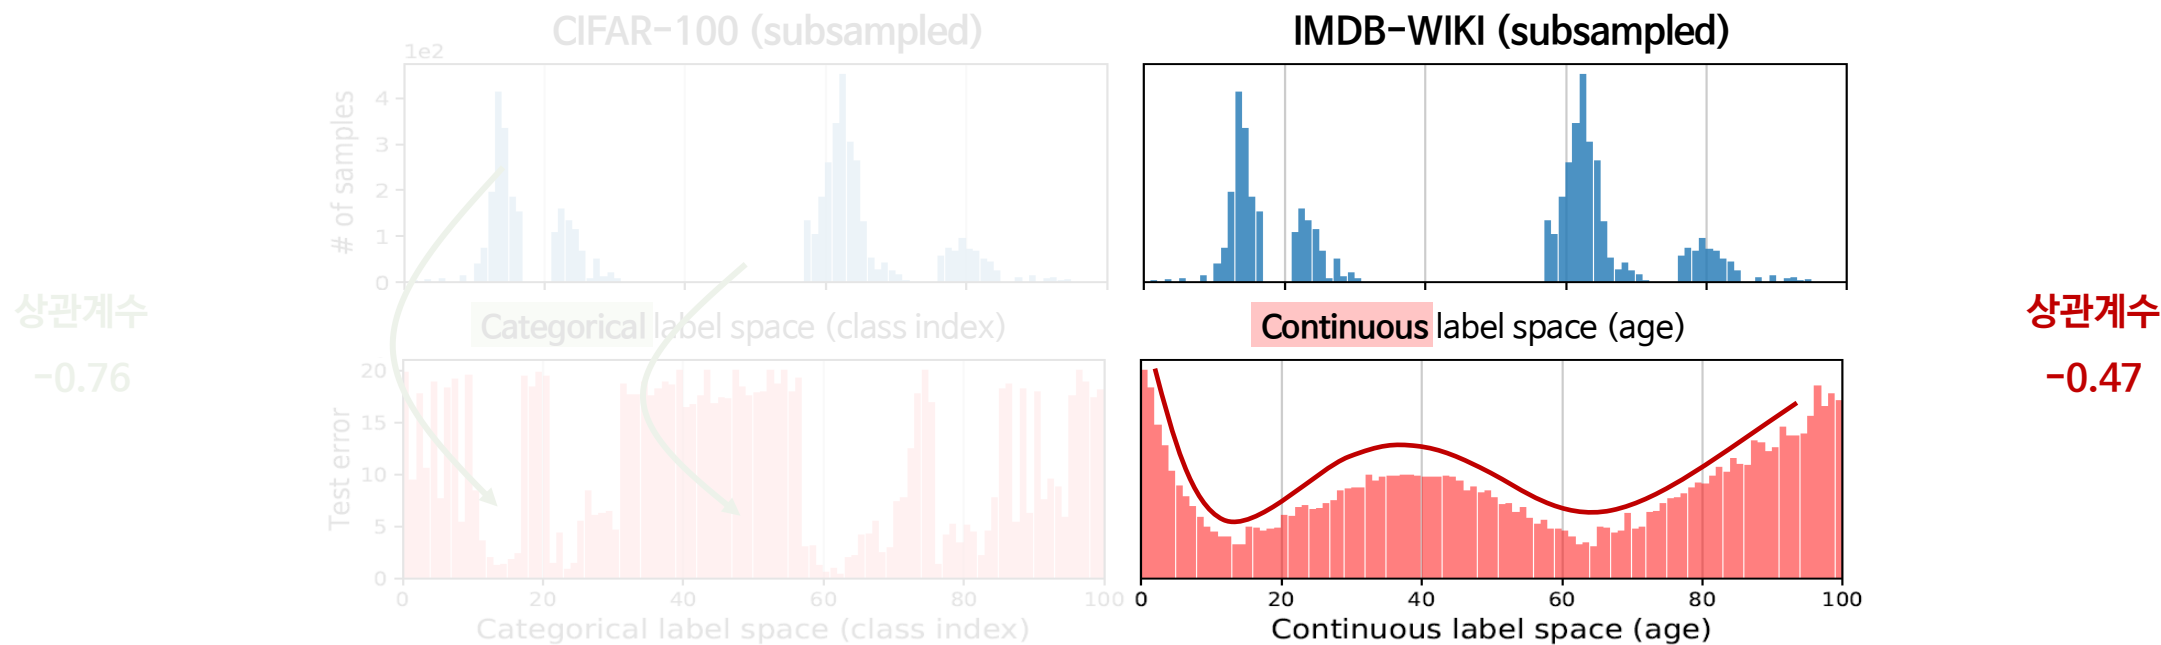 CIFAR-100 (subsampled)
IMDB-WIKI (subsampled)
1e2
# of samples
4
3
2
1
0
상관계수
-0.76
Categorical label space (class index)
Continuous label space (age)
상관계수
-0.47
Test error
20
15
10
5
0
0 20 40 60 80 100
0 20 40 60 80 100
Categorical label space (class index)
Continuous label space (age)